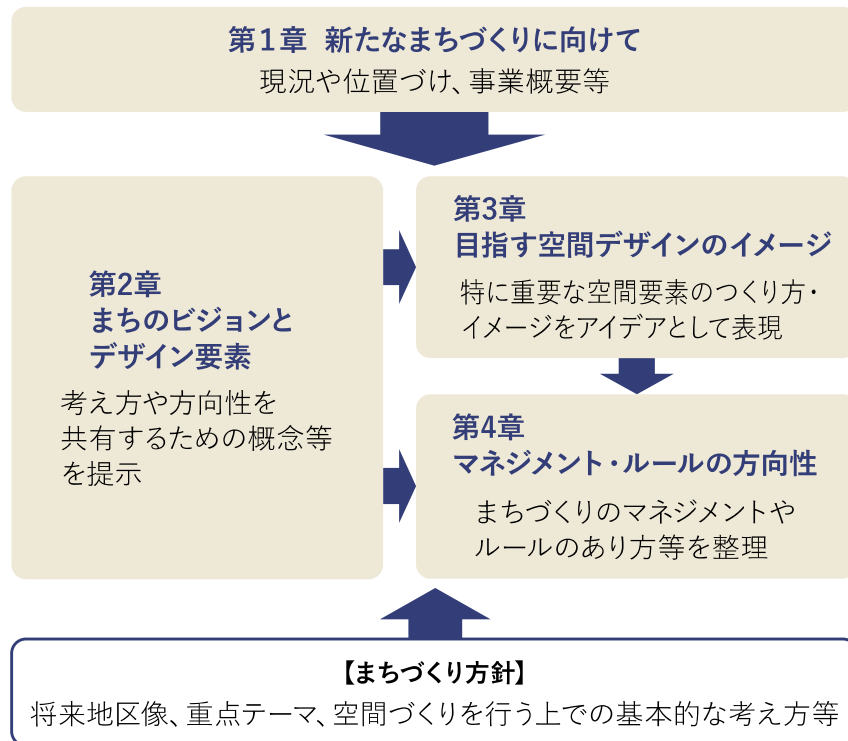 第1章 新たなまちづくりに向けて
現況や位置づけ、事業概要等
第2章
まちのビジョンと
デザイン要素
考え方や方向性を
共有するための概念等
を提示
第3章
目指す空間デザインのイメージ
特に重要な空間要素のつくり方・
イメージをアイデアとして表現
第4章
マネジメント・ルールの方向性
まちづくりのマネジメントや
ルールのあり方等を整理
【まちづくり方針】
将来地区像、重点テーマ、空間づくりを行う上での基本的な考え方等